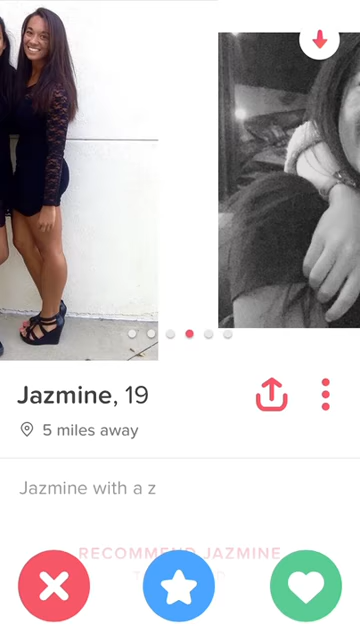 Jazmine, 19
5 miles away
Jazmine with a z
RECOMMEND JAZMINE